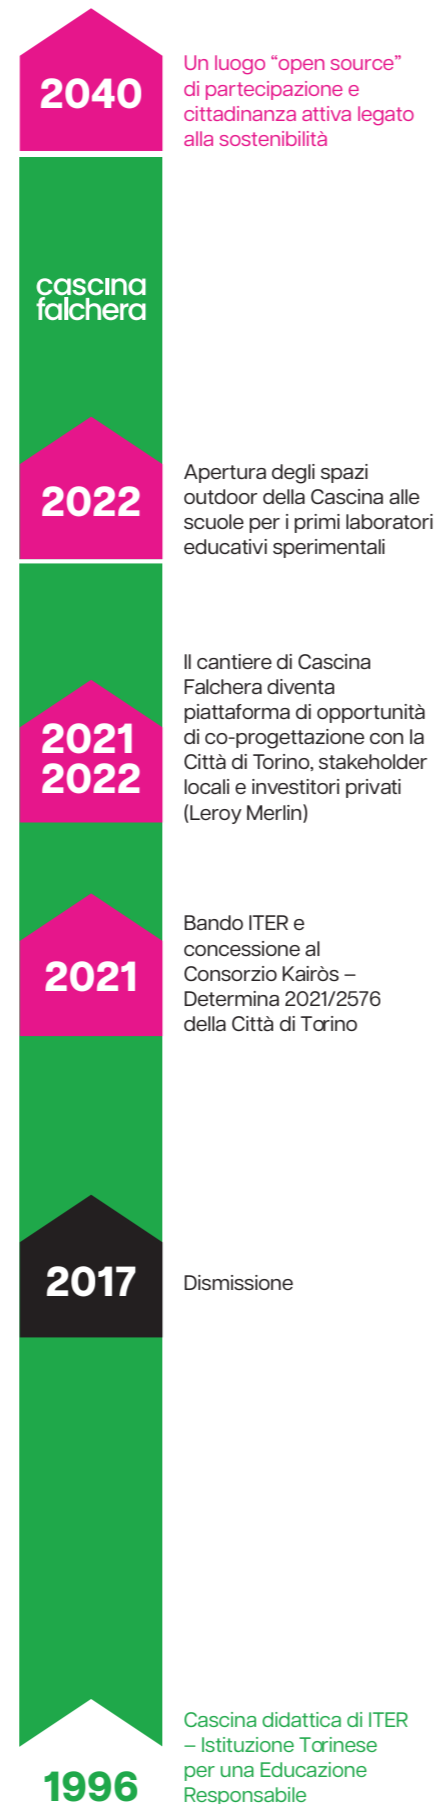 2040
Un luogo “open source”
di partecipazione e
cittadinanza attiva legato
alla sostenibilità
cascina
falchera
2022
Apertura degli spazi
outdoor della Cascina alle
scuole per i primi laboratori
educativi sperimentali
2021
2022
Il cantiere di Cascina
Falchera diventa
piattaforma di opportunità
di co-progettazione con la
Città di Torino, stakeholder
locali e investitori privati
(Leroy Merlin)
2021
Bando ITER e
concessione al
Consorzio Kairòs –
Determina 2021/2576
della Città di Torino
2017
Dismissione
1996
Cascina didattica di ITER
– Istituzione Torinese
per una Educazione
Responsabile